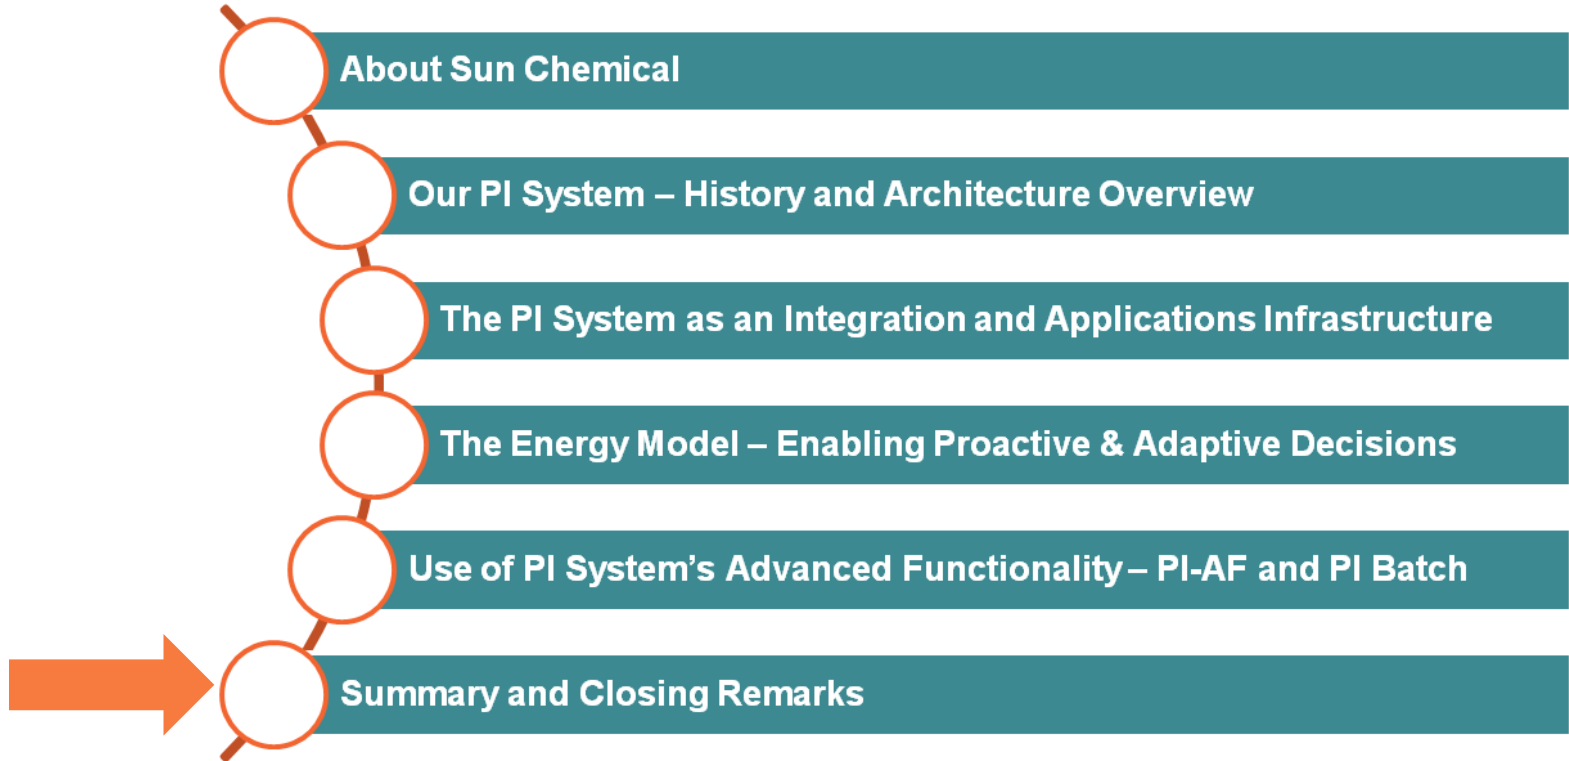 About Sun Chemical
Our PI System – History and Architecture Overview
The PI System as an Integration and Applications Infrastructure
The Energy Model – Enabling Proactive & Adaptive Decisions
Use of PI System’s Advanced Functionality – PI-AF and PI Batch
Summary and Closing Remarks